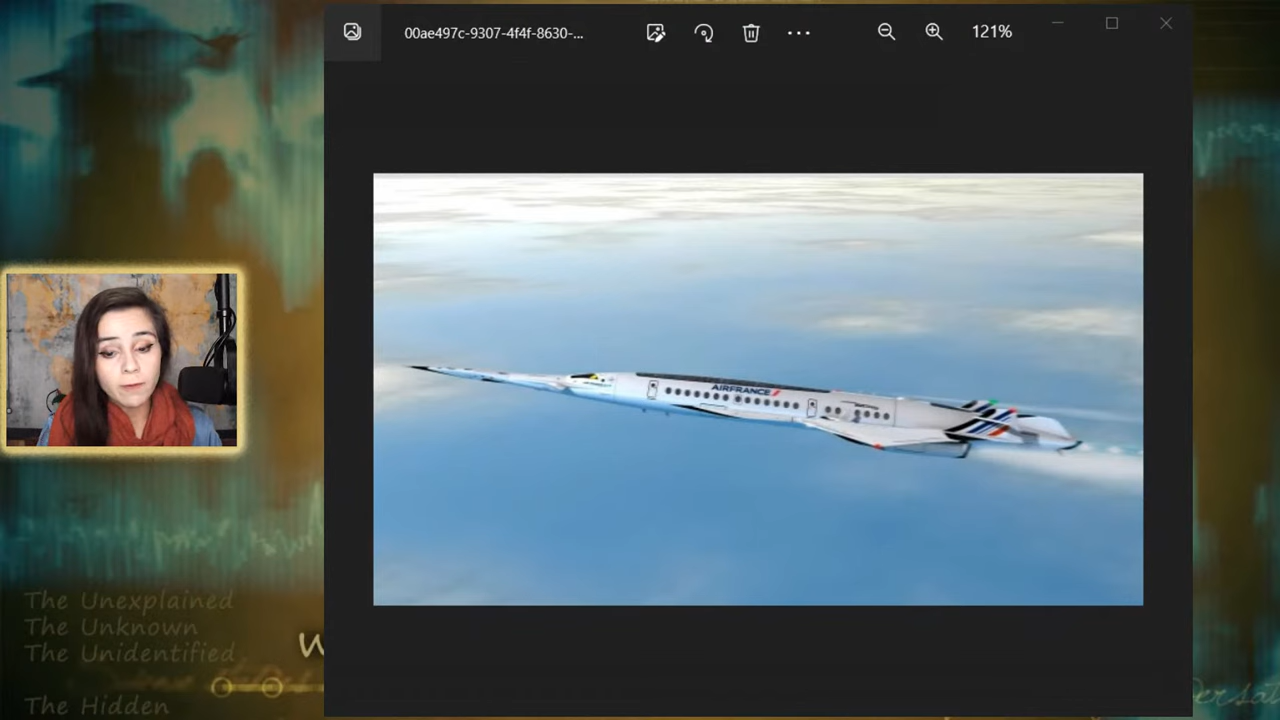 00ae497c-9307-4f4f-8630-...
121%
AIRFRANCE
The Unexplained
The Unknown
The Unidentified
The Hidden